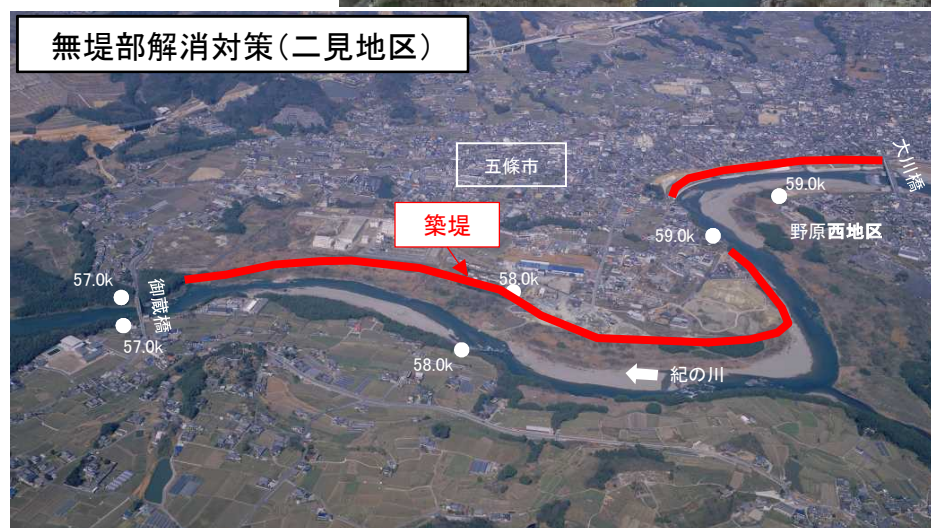 無堤部解消対策(二見地区)
五條市
大川橋
59.0k
野原西地区
築堤
59.0k
58.0k
57.0k
御蔵橋
57.0k
58.0k
紀の川